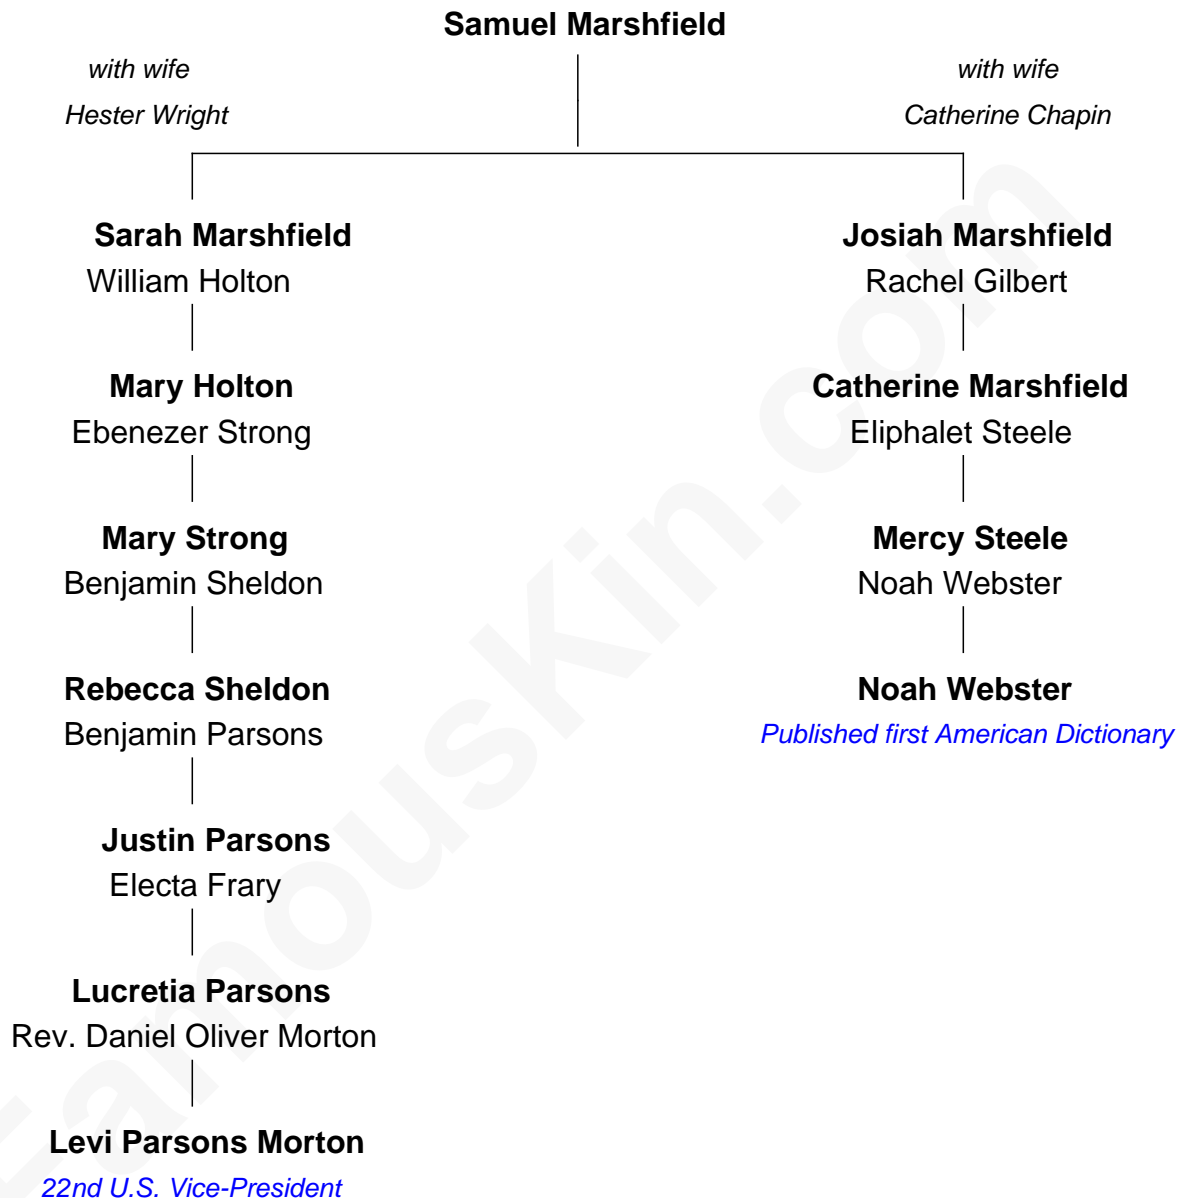 Samuel Marshfield
with wife
Hester Wright
with wife
Catherine Chapin
Sarah Marshfield
William Holton
Josiah Marshfield
Rachel Gilbert
Mary Holton
Ebenezer Strong
Catherine Marshfield
Eliphalet Steele
Mary Strong
Benjamin Sheldon
Mercy Steele
Noah Webster
Rebecca Sheldon
Benjamin Parsons
Noah Webster
Published first American Dictionary
Justin Parsons
Electa Frary
Lucretia Parsons
Rev. Daniel Oliver Morton
Levi Parsons Morton
22nd U.S. Vice-President
FamousKin.com